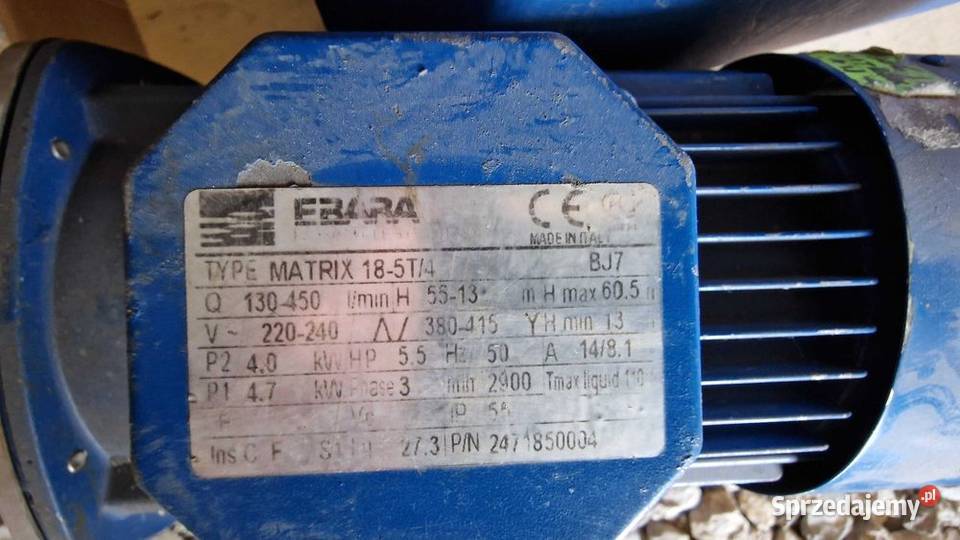 EBARA
CE
MADE IN ITALY
TYPE MATRIX 18-5T/4 BJ7
Q 130-450 l/min H 55-13 m H max 60.5 m
V~ 220-240 Δ/ 380-415 Y H min 13
P2 4.0 kW HP 5.5 Hz 50 A 14/8.1
P1 4.7 kW Phase 3 min 2900 Tmax liquid 110
IP
Ins Cl F S1 27.3 P/N 2471850004
Sprzedajemy.pl